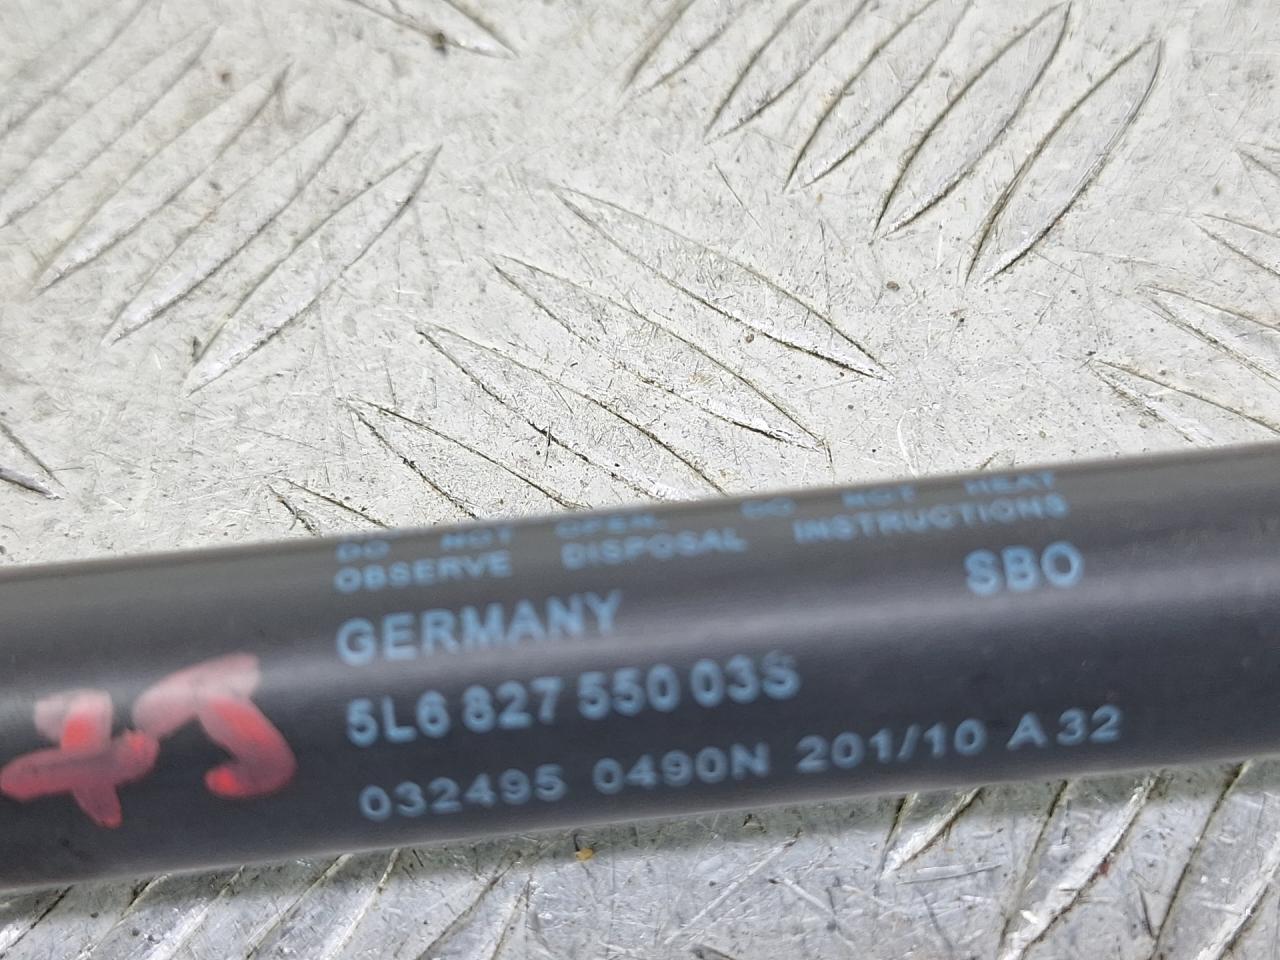 DO NOT OPEN. DO NOT HEAT
OBSERVE DISPOSAL INSTRUCTIONS
GERMANY SBO
5L6 827 550 03S
032495 0490N 201/10 A 32